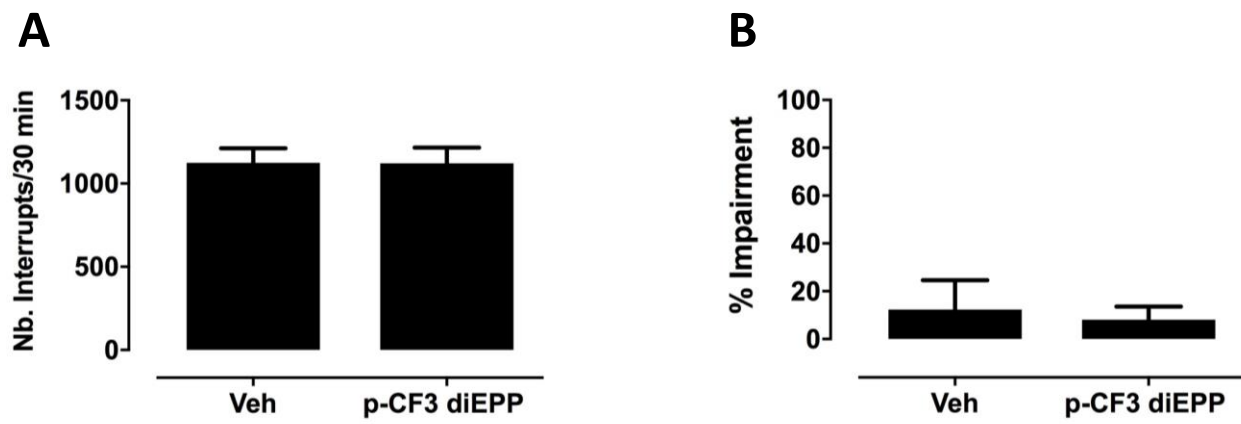 A
Nb. Interrupts/30 min
1500
1000
500
0
Veh
p-CF3 diEPP
B
% Impairment
100
80
60
40
20
0
Veh
p-CF3 diEPP